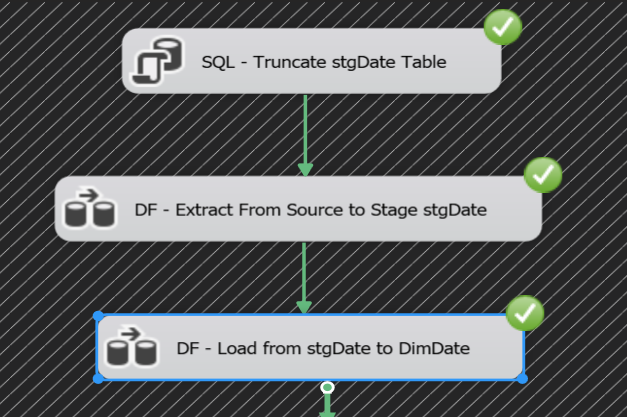 SQL - Truncate stgDate Table
DF - Extract From Source to Stage stgDate
DF - Load from stgDate to DimDate